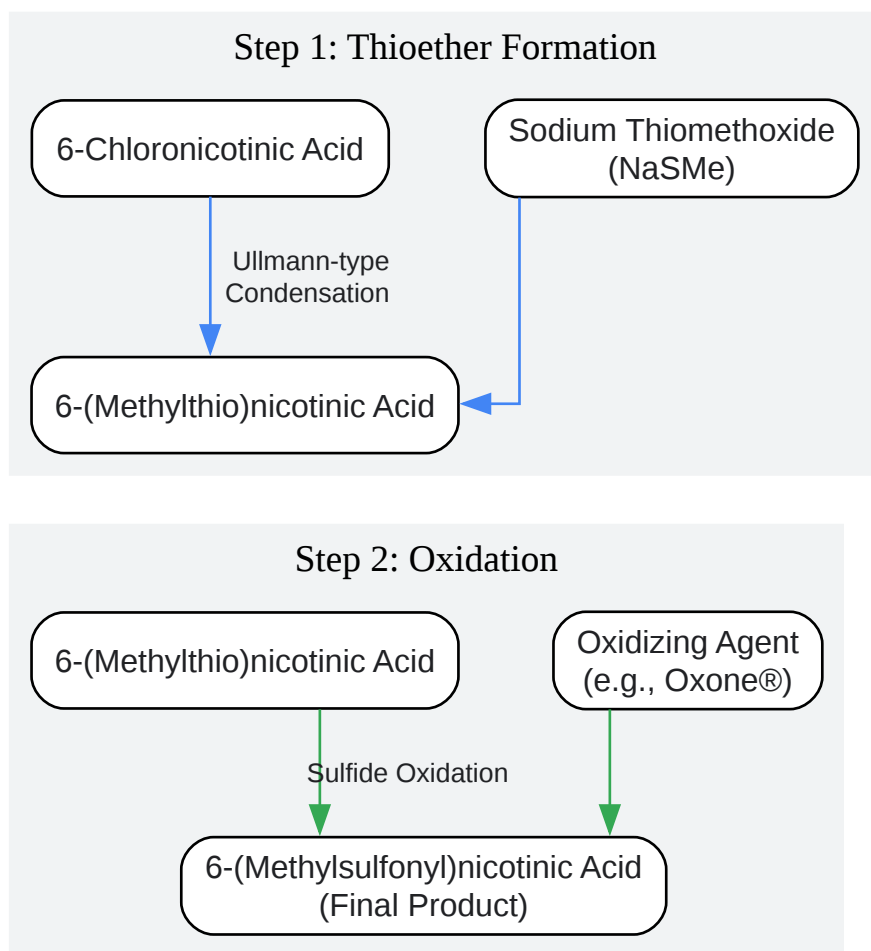 Step 1: Thioether Formation
6-Chloronicotinic Acid
Sodium Thiomethoxide
(NaSMe)
Ullmann-type
Condensation
6-(Methylthio)nicotinic Acid
Step 2: Oxidation
6-(Methylthio)nicotinic Acid
Oxidizing Agent
(e.g., Oxone®)
Sulfide Oxidation
6-(Methylsulfonyl)nicotinic Acid
(Final Product)